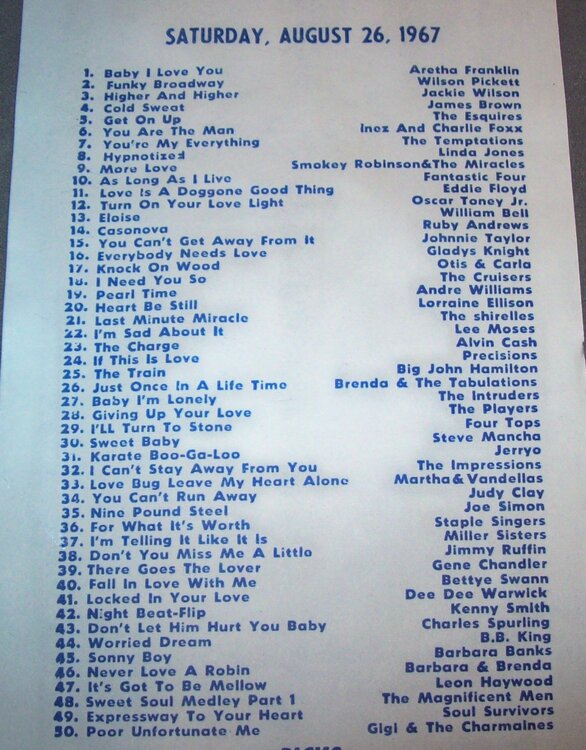 SATURDAY, AUGUST 26, 1967
1. Baby I Love You Aretha Franklin
2. Funky Broadway Wilson Pickett
3. Higher And Higher Jackie Wilson
4. Cold Sweat James Brown
5. Get On Up The Esquires
6. You Are The Man Inez And Charlie Foxx
7. You're My Everything The Temptations
8. Hypnotized Linda Jones
9. More Love Smokey Robinson&The Miracles
10. As Long As I Live Fantastic Four
11. Love Is A Doggone Good Thing Eddie Floyd
12. Turn On Your Love Light Oscar Toney Jr.
13. Eloise William Bell
14. Casonova Ruby Andrews
15. You Can't Get Away From It Johnnie Taylor
16. Everybody Needs Love Gladys Knight
17. Knock On Wood Otis & Carla
18. I Need You So The Cruisers
19. Pearl Time Andre Williams
20. Heart Be Still Lorraine Ellison
21. Last Minute Miracle The shirelles
22. I'm Sad About It Lee Moses
23. The Charge Alvin Cash
24. If This Is Love Precisions
25. The Train Big John Hamilton
26. Just Once In A Life Time Brenda & The Tabulations
27. Baby I'm Lonely The Intruders
28. Giving Up Your Love The Players
29. I'LL Turn To Stone Four Tops
30. Sweet Baby Steve Mancha
31. Karate Boo-Ga-Loo Jerryo
32. I Can't Stay Away From You The Impressions
33. Love Bug Leave My Heart Alone Martha&Vandellas
34. You Can't Run Away Judy Clay
35. Nine Pound Steel Joe Simon
36. For What It's Worth Staple Singers
37. I'm Telling It Like It Is Miller Sisters
38. Don't You Miss Me A Little Jimmy Ruffin
39. There Goes The Lover Gene Chandler
40. Fall In Love With Me Bettye Swann
41. Locked In Your Love Dee Dee Warwick
42. Night Beat-Flip Kenny Smith
43. Don't Let Him Hurt You Baby Charles Spurling
44. Worried Dream B.B. King
45. Sonny Boy Barbara Banks
46. Never Love A Robin Barbara & Brenda
47. It's Got To Be Mellow Leon Haywood
48. Sweet Soul Medley Part 1 The Magnificent Men
49. Expressway To Your Heart Soul Survivors
50. Poor Unfortunate Me Gigi & The Charmaines